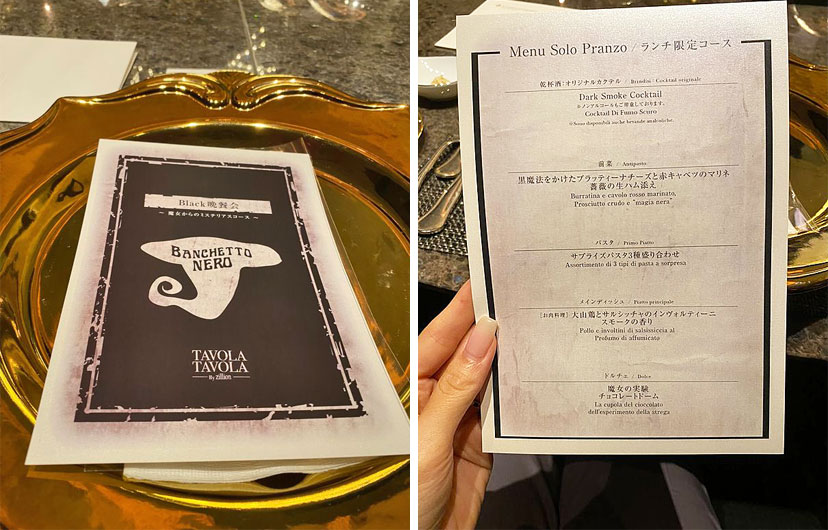 Black晩餐会
～ 魔女からのミステリアスコース ～
BANCHETTO
NERO
TAVOLA
TAVOLA
By zillion
Menu Solo Pranzo / ランチ限定コース
乾杯酒:オリジナルカクテル / Brindisi : Cocktail originale
Dark Smoke Cocktail
※ノンアルコールもご用意しております。
Cocktail Di Fumo Scuro
※Sono disponibili anche bevande analcoliche.
前菜 / Antipasto
黒魔法をかけたブラッティーナチーズと赤キャベツのマリネ
薔薇の生ハム添え
Burratina e cavolo rosso marinato,
Prosciutto crudo e "magia nera"
パスタ / Primo Piatto
サプライズパスタ3種盛り合わせ
Assortimento di 3 tipi di pasta a sorpresa
メインディッシュ / Piatto principale
[お肉料理] 大山鶏とサルシッチャのインヴォルティーニ
スモークの香り
Pollo e involtini di salsissiccia al
Profumo di affumicato
ドルチェ / Dolce
魔女の実験
チョコレートドーム
La cupola del cioccolato
dell'esperimento della strega